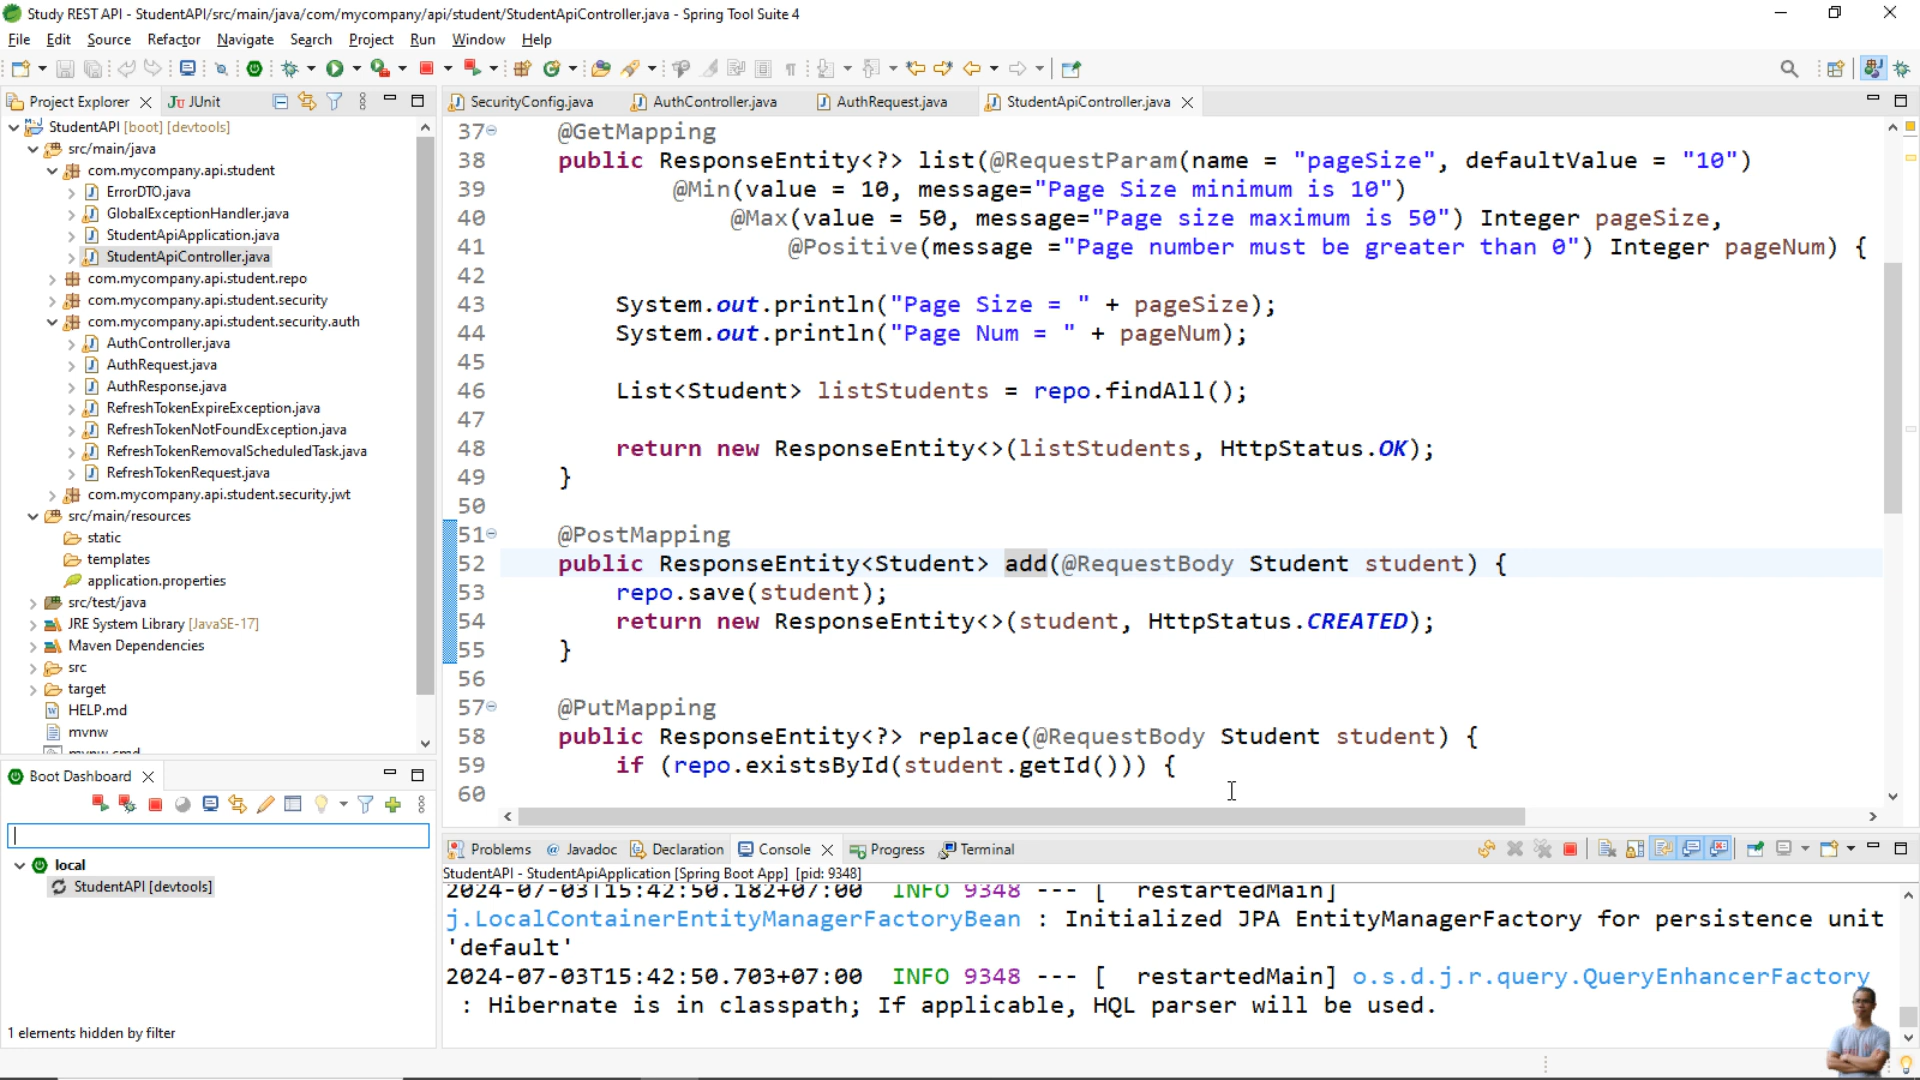 Study REST API - StudentAPI/src/main/java/com/mycompany/api/student/StudentApiController.java - Spring Tool Suite 4
File Edit Source Refactor Navigate Search Project Run Window Help
Project Explorer JUnit
SecurityConfig.java AuthController.java AuthRequest.java StudentApiController.java
StudentAPI [boot] [devtools]
src/main/java
com.mycompany.api.student
ErrorDTO.java
GlobalExceptionHandler.java
StudentApiApplication.java
StudentApiController.java
com.mycompany.api.student.repo
com.mycompany.api.student.security
com.mycompany.api.student.security.auth
AuthController.java
AuthRequest.java
AuthResponse.java
RefreshTokenExpireException.java
RefreshTokenNotFoundException.java
RefreshTokenRemovalScheduledTask.java
RefreshTokenRequest.java
com.mycompany.api.student.security.jwt
src/main/resources
static
templates
application.properties
src/test/java
JRE System Library [JavaSE-17]
Maven Dependencies
src
target
HELP.md
mvnw
mvnw.cmd
37 @GetMapping
38 public ResponseEntity<?> list(@RequestParam(name = "pageSize", defaultValue = "10")
39 @Min(value = 10, message="Page Size minimum is 10")
40 @Max(value = 50, message="Page size maximum is 50") Integer pageSize,
41 @Positive(message ="Page number must be greater than 0") Integer pageNum) {
42
43 System.out.println("Page Size = " + pageSize);
44 System.out.println("Page Num = " + pageNum);
45
46 List<Student> listStudents = repo.findAll();
47
48 return new ResponseEntity<>(listStudents, HttpStatus.OK);
49 }
50
51 @PostMapping
52 public ResponseEntity<Student> add(@RequestBody Student student) {
53 repo.save(student);
54 return new ResponseEntity<>(student, HttpStatus.CREATED);
55 }
56
57 @PutMapping
58 public ResponseEntity<?> replace(@RequestBody Student student) {
59 if (repo.existsById(student.getId())) {
60
Boot Dashboard
local
StudentAPI [devtools]
1 elements hidden by filter
Problems Javadoc Declaration Console Progress Terminal
StudentAPI - StudentApiApplication [Spring Boot App] [pid: 9348]
2024-07-03T15:42:50.182+07:00 INFO 9348 --- [ restartedMain]
j.LocalContainerEntityManagerFactoryBean : Initialized JPA EntityManagerFactory for persistence unit
'default'
2024-07-03T15:42:50.703+07:00 INFO 9348 --- [ restartedMain] o.s.d.j.r.query.QueryEnhancerFactory
: Hibernate is in classpath; If applicable, HQL parser will be used.